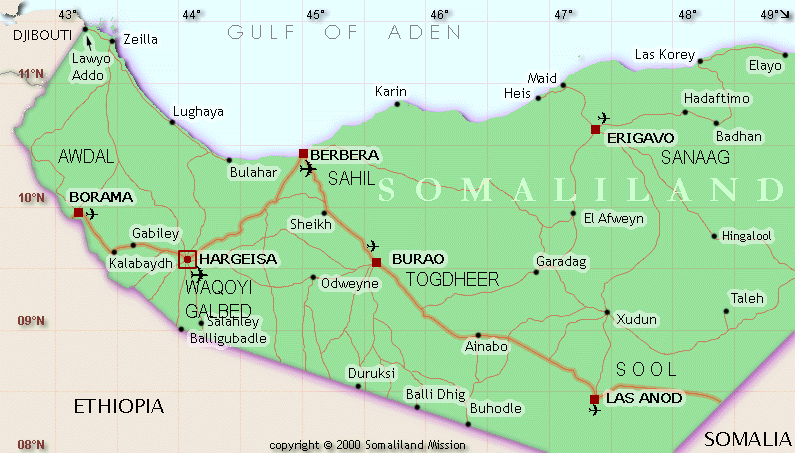 43°
44°
45°
46°
47°
48°
49°
DJIBOUTI
Zeilla
GULF OF ADEN
Lawyo
Addo
Las Korey
Elayo
11°N
Maid
Karin
Heis
Hadaftimo
Lughaya
Badhan
ERIGAVO
AWDAL
BERBERA
SANAAG
Bulahar
SAHIL
SOMALILAND
10°N
BORAMA
El Afweyn
Sheikh
Gabiley
Hingalool
Kalabaydh
HARGEISA
BURAO
Garadag
WAQOYI
GALBED
Odweyne
TOGDHEER
Taleh
09°N
Salahley
Xudun
Balligubadle
Ainabo
SOOL
Duruksi
Balli Dhig
LAS ANOD
ETHIOPIA
Buhodle
08°N
copyright © 2000 Somaliland Mission
SOMALIA